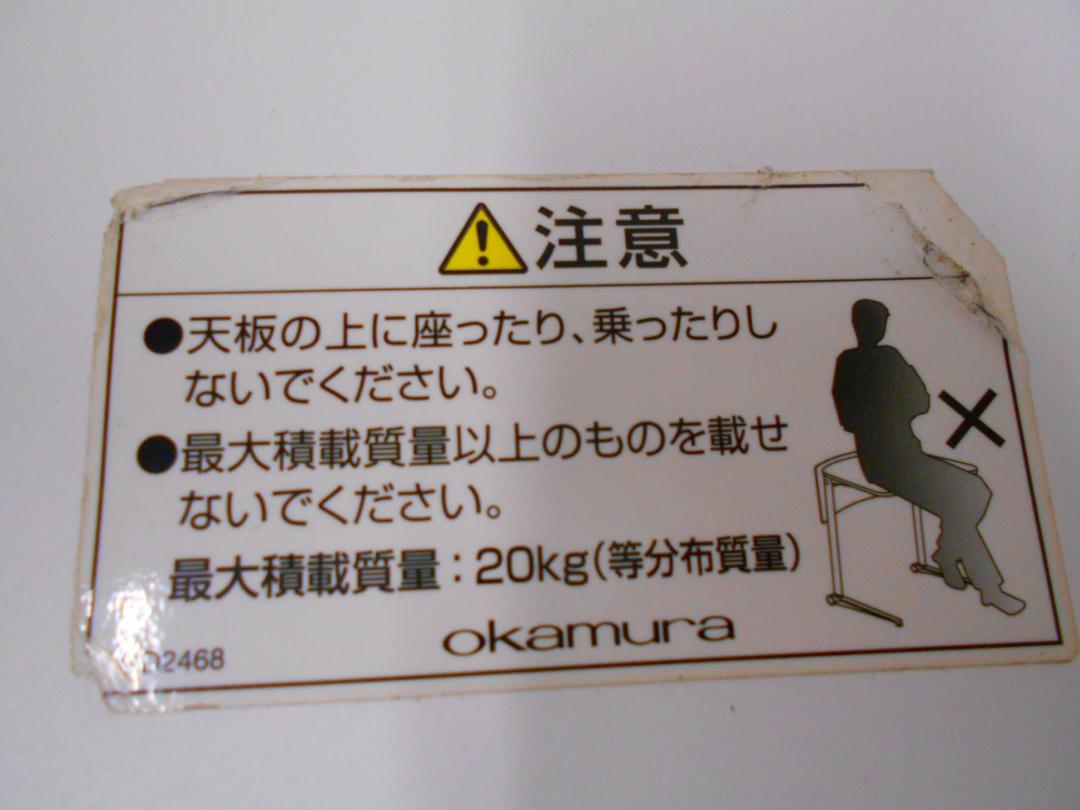 注意
●天板の上に座ったり、乗ったりし
ないでください。
●最大積載質量以上のものを載せ
ないでください。
最大積載質量：20kg（等分布質量）
okamura
D2468